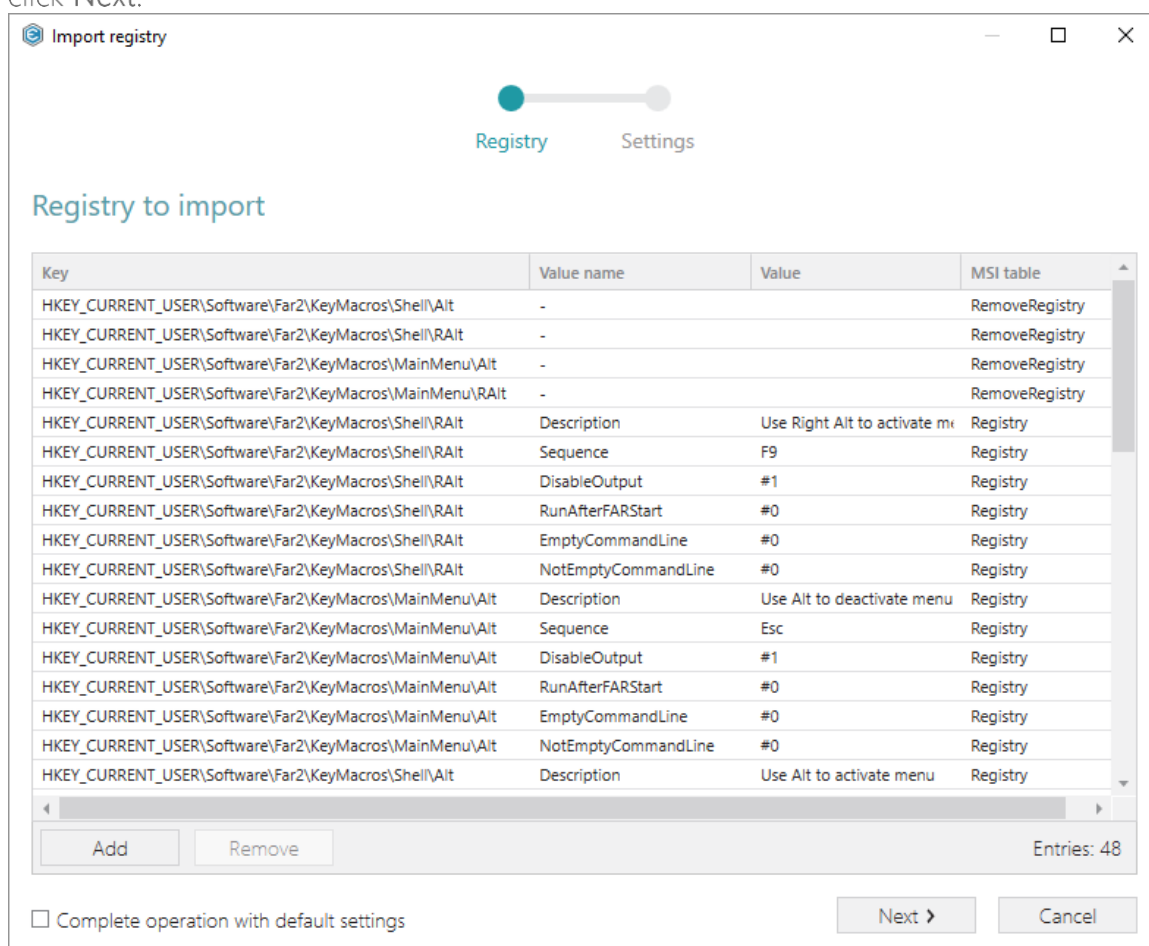 click Next.
Import registry
Registry Settings
Registry to import
Key Value name Value MSI table
HKEY_CURRENT_USER\Software\Far2\KeyMacros\Shell\Alt - RemoveRegistry
HKEY_CURRENT_USER\Software\Far2\KeyMacros\Shell\RAlt - RemoveRegistry
HKEY_CURRENT_USER\Software\Far2\KeyMacros\MainMenu\Alt - RemoveRegistry
HKEY_CURRENT_USER\Software\Far2\KeyMacros\MainMenu\RAlt - RemoveRegistry
HKEY_CURRENT_USER\Software\Far2\KeyMacros\Shell\RAlt Description Use Right Alt to activate Registry
HKEY_CURRENT_USER\Software\Far2\KeyMacros\Shell\RAlt Sequence F9 Registry
HKEY_CURRENT_USER\Software\Far2\KeyMacros\Shell\RAlt DisableOutput #1 Registry
HKEY_CURRENT_USER\Software\Far2\KeyMacros\Shell\RAlt RunAfterFARStart #0 Registry
HKEY_CURRENT_USER\Software\Far2\KeyMacros\Shell\RAlt EmptyCommandLine #0 Registry
HKEY_CURRENT_USER\Software\Far2\KeyMacros\Shell\RAlt NotEmptyCommandLine #0 Registry
HKEY_CURRENT_USER\Software\Far2\KeyMacros\MainMenu\Alt Description Use Alt to deactivate menu Registry
HKEY_CURRENT_USER\Software\Far2\KeyMacros\MainMenu\Alt Sequence Esc Registry
HKEY_CURRENT_USER\Software\Far2\KeyMacros\MainMenu\Alt DisableOutput #1 Registry
HKEY_CURRENT_USER\Software\Far2\KeyMacros\MainMenu\Alt RunAfterFARStart #0 Registry
HKEY_CURRENT_USER\Software\Far2\KeyMacros\MainMenu\Alt EmptyCommandLine #0 Registry
HKEY_CURRENT_USER\Software\Far2\KeyMacros\MainMenu\Alt NotEmptyCommandLine #0 Registry
HKEY_CURRENT_USER\Software\Far2\KeyMacros\Shell\Alt Description Use Alt to activate menu Registry
Add Remove Entries: 48
Complete operation with default settings Next Cancel